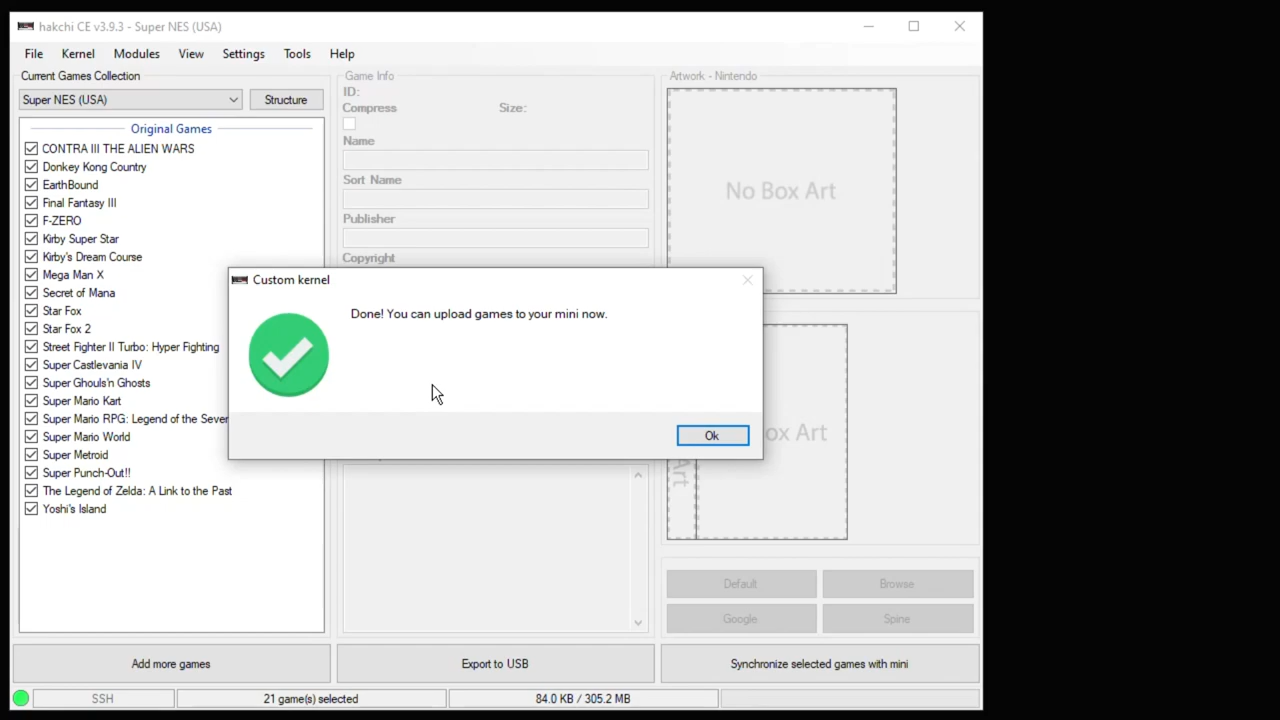 hakchi CE v3.9.3 - Super NES (USA)
File Kernel Modules View Settings Tools Help
Current Games Collection
Super NES (USA)
Structure
Original Games
CONTRA III THE ALIEN WARS
Donkey Kong Country
EarthBound
Final Fantasy III
F-ZERO
Kirby Super Star
Kirby's Dream Course
Mega Man X
Secret of Mana
Star Fox
Star Fox 2
Street Fighter II Turbo: Hyper Fighting
Super Castlevania IV
Super Ghouls'n Ghosts
Super Mario Kart
Super Mario RPG: Legend of the Seven
Super Mario World
Super Metroid
Super Punch-Out!!
The Legend of Zelda: A Link to the Past
Yoshi's Island
Game Info
ID:
Compress
Size:
Name
Sort Name
Publisher
Copyright
Artwork - Nintendo
No Box Art
Custom kernel
Done! You can upload games to your mini now.
Ok
ox Art
Art
Default
Browse
Google
Spine
Add more games
Export to USB
Synchronize selected games with mini
SSH
21 game(s) selected
84.0 KB / 305.2 MB